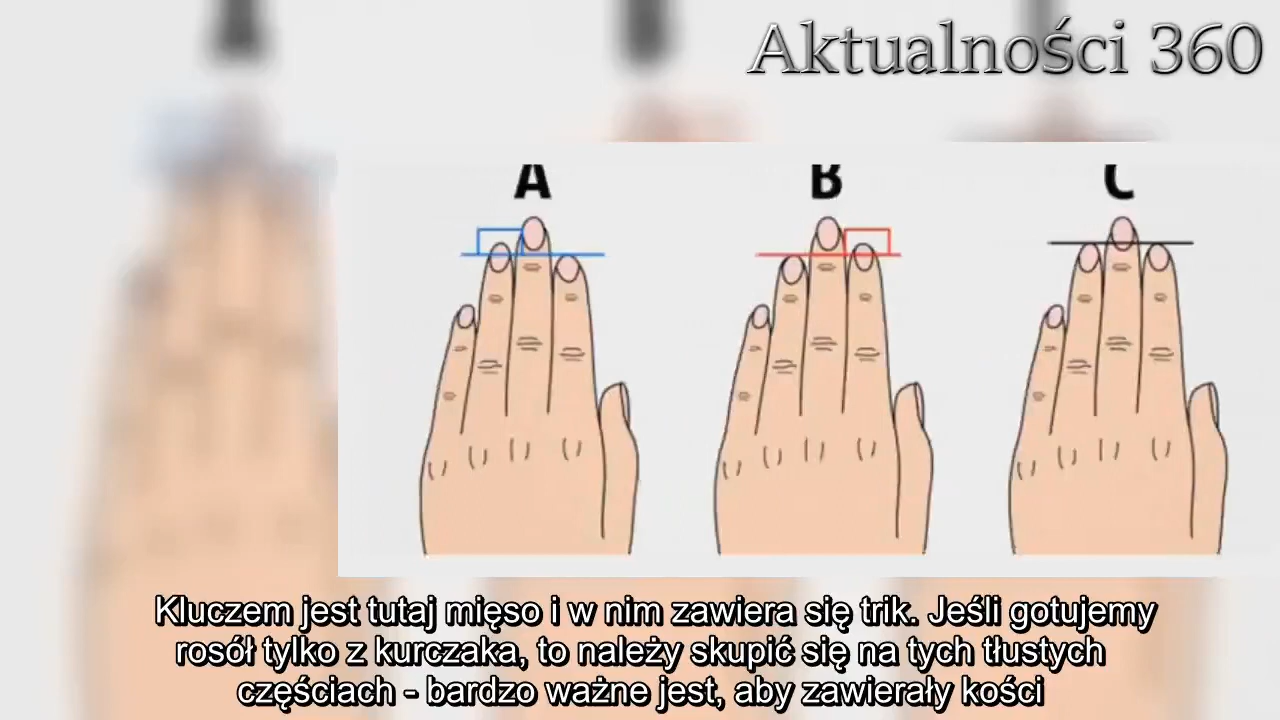 Aktualności 360
A B C
Kluczem jest tutaj mięso i w nim zawiera się trik. Jeśli gotujemy
rosół tylko z kurczaka, to należy skupić się na tych tłustych
częściach - bardzo ważne jest, aby zawierały kości